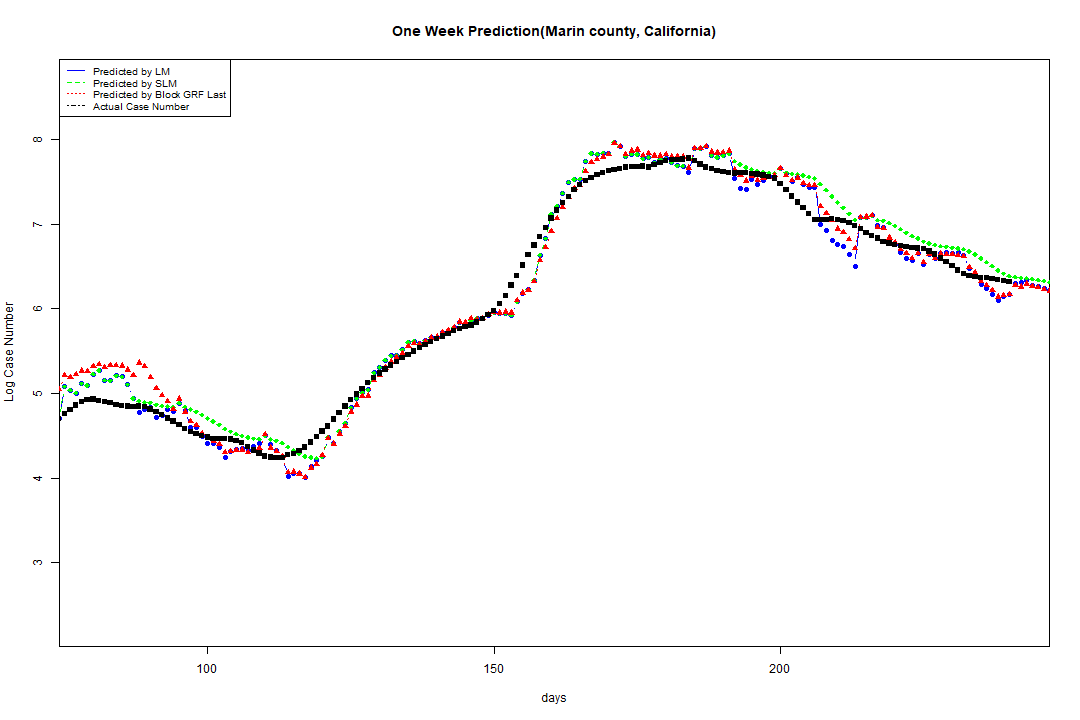 One Week Prediction(Marin county, California)
Predicted by LM
Predicted by SLM
Predicted by Block GRF Last
Actual Case Number
8
7
6
5
4
3
Log Case Number
100 150 200
days